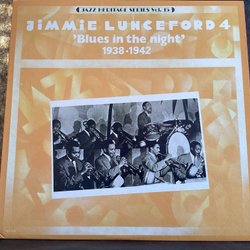 JAZZ HERITAGE SERIES VOL. 15
JiMMiE LUNCEFORD 4
'Blues in the night'
1938-1942